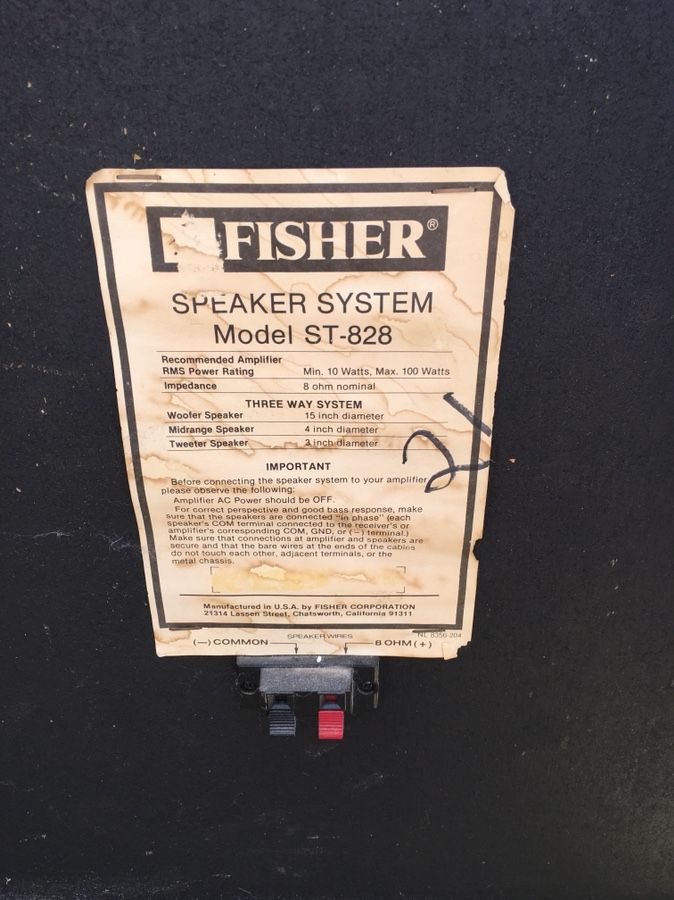 FISHER®
SPEAKER SYSTEM
Model ST-828
Recommended Amplifier
RMS Power Rating Min. 10 Watts, Max. 100 Watts
Impedance 8 ohm nominal
THREE WAY SYSTEM
Woofer Speaker 15 inch diameter
Midrange Speaker 4 inch diameter
Tweeter Speaker 3 inch diameter
21
IMPORTANT
Before connecting the speaker system to your amplifier
please observe the following:
Amplifier AC Power should be OFF.
For correct perspective and good bass response, make
sure that the speakers are connected "in phase" (each
speaker's COM terminal connected to the receiver's or
amplifier's corresponding COM, GND, or (−) terminal.)
Make sure that connections at amplifier and speakers are
secure and that the bare wires at the ends of the cables
do not touch each other, adjacent terminals, or the
metal chassis.
Manufactured in U.S.A. by FISHER CORPORATION
21314 Lassen Street, Chatsworth, California 91311
NL 8356-204
SPEAKER WIRES
(—) COMMON 8 OHM (+)